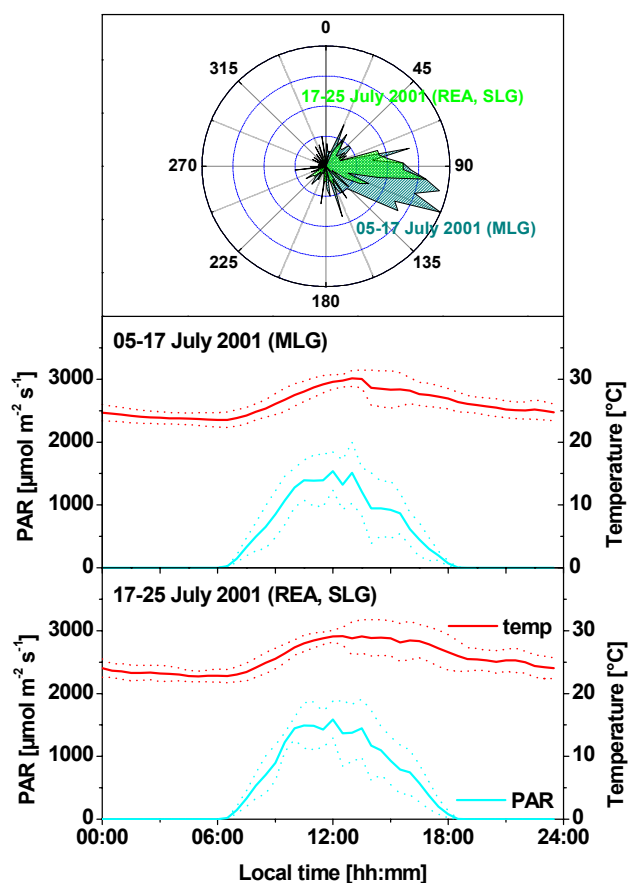 0
315
45
17-25 July 2001 (REA, SLG)
270
90
05-17 July 2001 (MLG)
225
135
180
05-17 July 2001 (MLG)
3000
30
2000
20
1000
10
0
0
PAR [µmol m⁻² s⁻¹]
Temperature [°C]
17-25 July 2001 (REA, SLG)
temp
3000
30
2000
20
1000
10
PAR
0
0
PAR [µmol m⁻² s⁻¹]
Temperature [°C]
00:00 06:00 12:00 18:00 24:00
Local time [hh:mm]